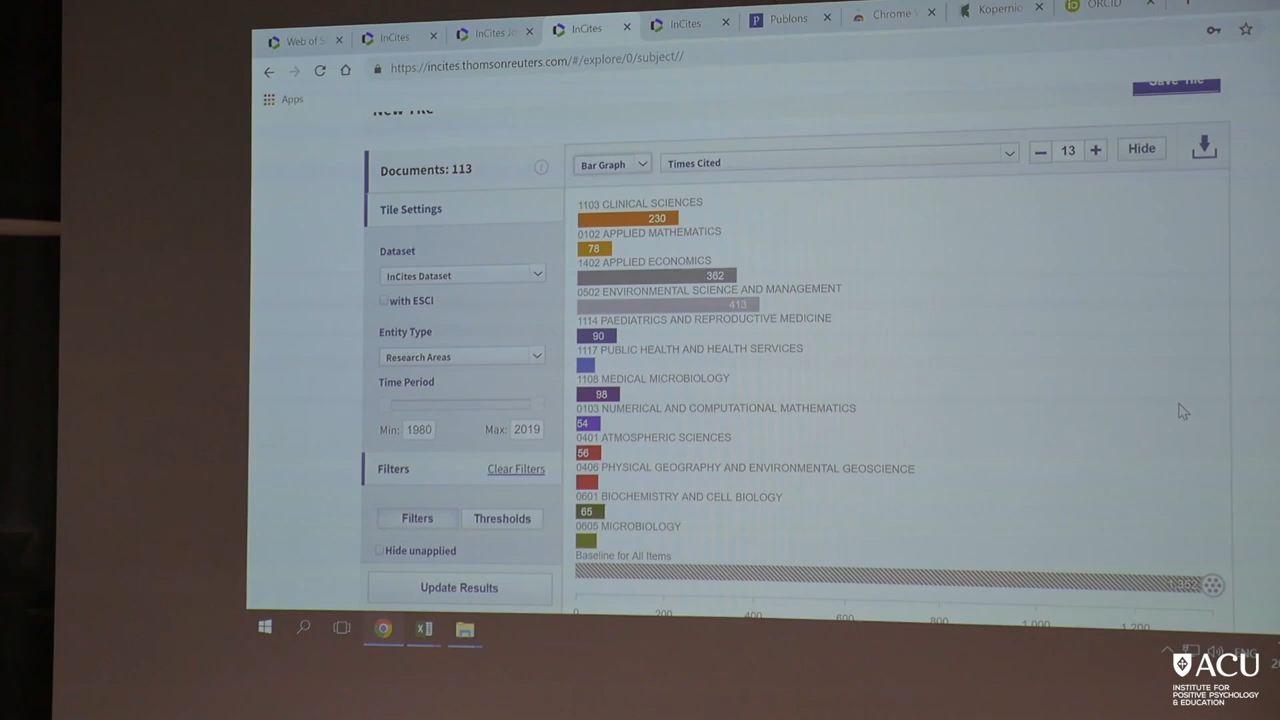 InCites
InCites Jo
InCites
InCites
Publons
Chrome
Kopernio
ORCID
https://incites.thomsonreuters.com/#/explore/0/subject//
Apps
Documents: 113
Bar Graph
Times Cited
13
Hide
Tile Settings
Dataset
InCites Dataset
with ESCI
Entity Type
Research Areas
Time Period
Min: 1980
Max: 2019
Filters
Clear Filters
Filters
Thresholds
Hide unapplied
Update Results
1103 CLINICAL SCIENCES
230
0102 APPLIED MATHEMATICS
78
1402 APPLIED ECONOMICS
362
0502 ENVIRONMENTAL SCIENCE AND MANAGEMENT
413
1114 PAEDIATRICS AND REPRODUCTIVE MEDICINE
90
1117 PUBLIC HEALTH AND HEALTH SERVICES
1108 MEDICAL MICROBIOLOGY
98
0103 NUMERICAL AND COMPUTATIONAL MATHEMATICS
54
0401 ATMOSPHERIC SCIENCES
56
0406 PHYSICAL GEOGRAPHY AND ENVIRONMENTAL GEOSCIENCE
0601 BIOCHEMISTRY AND CELL BIOLOGY
65
0605 MICROBIOLOGY
Baseline for All Items
0 200 400 600 800 1,000 1,200
ENG
ACU
INSTITUTE FOR
POSITIVE PSYCHOLOGY
& EDUCATION